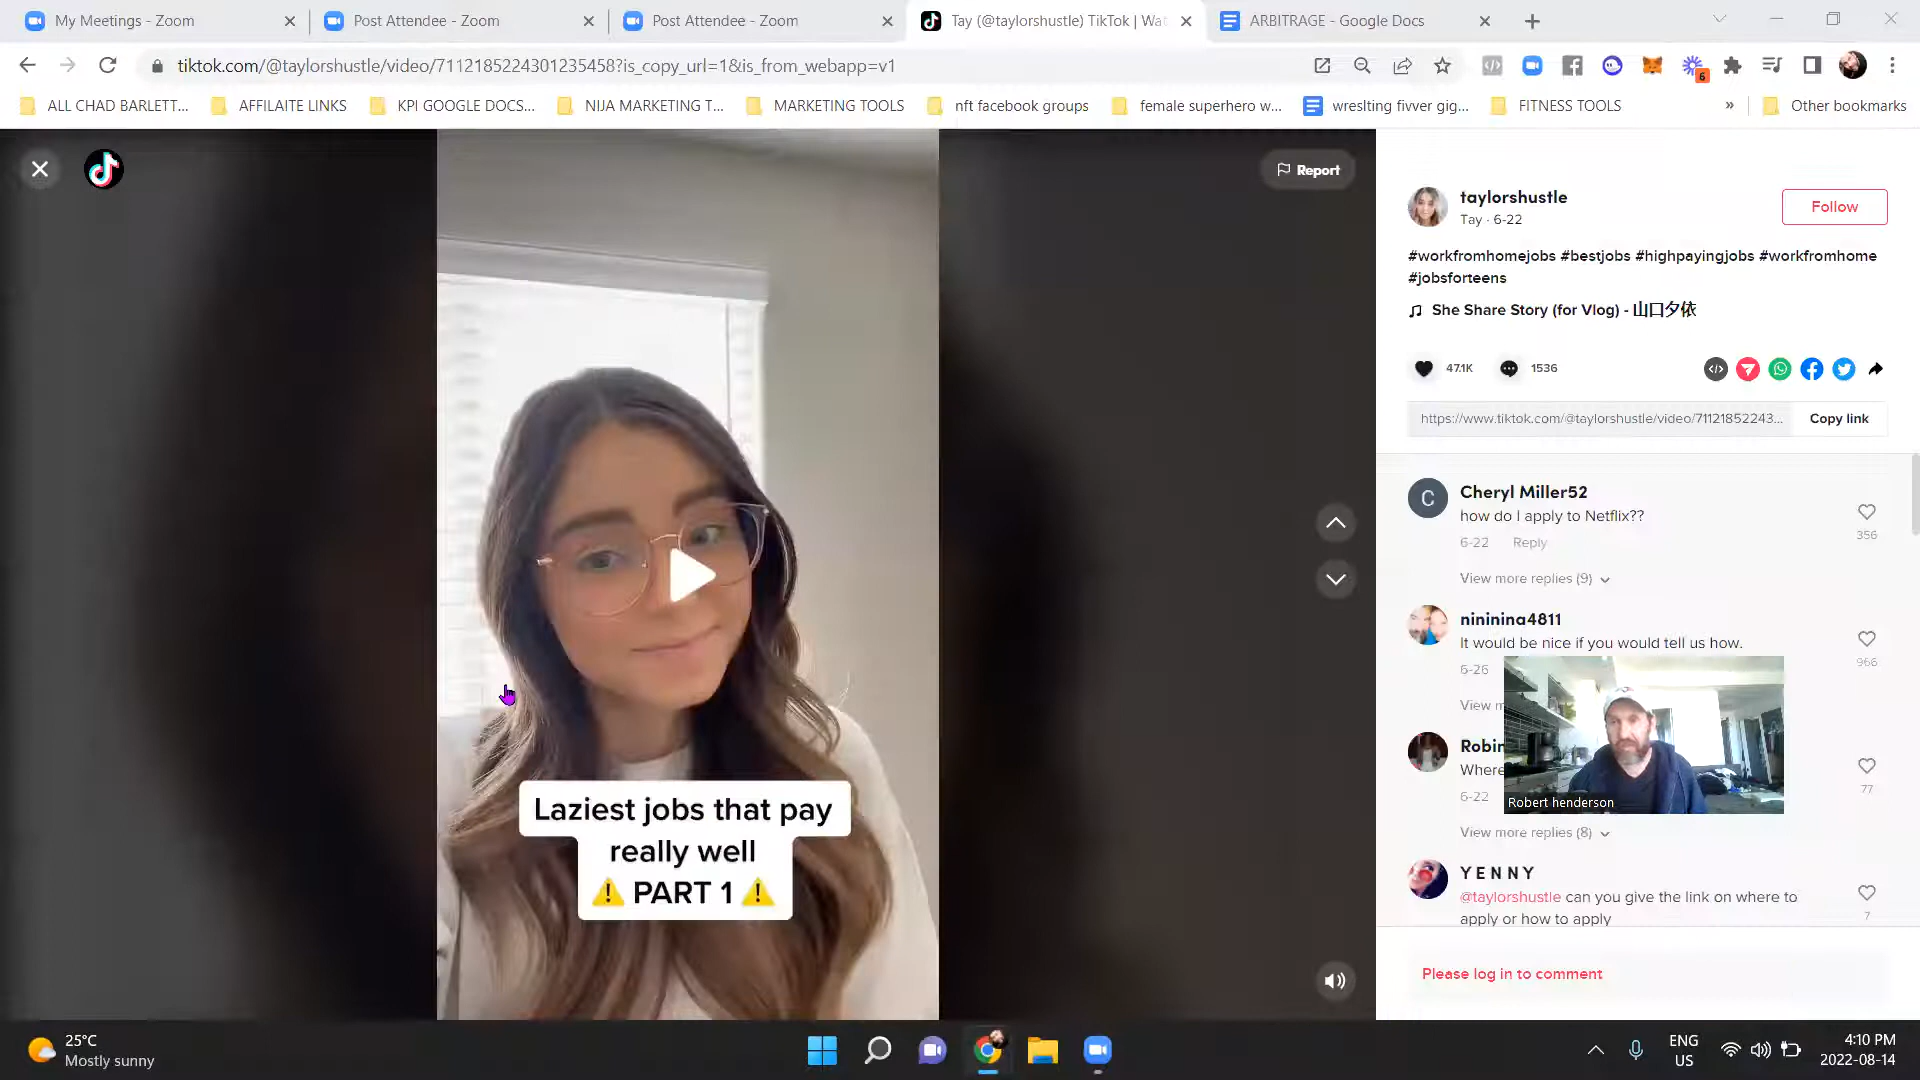 My Meetings - Zoom
Post Attendee - Zoom
Post Attendee - Zoom
Tay (@taylorshustle) TikTok | Wat
ARBITRAGE - Google Docs
tiktok.com/@taylorshustle/video/7112185224301235458?is_copy_url=1&is_from_webapp=v1
6
ALL CHAD BARLETT...
AFFILAITE LINKS
KPI GOOGLE DOCS...
NIJA MARKETING T...
MARKETING TOOLS
nft facebook groups
female superhero w...
wreslting fivver gig...
FITNESS TOOLS
»
Other bookmarks
Report
taylorshustle
Tay · 6-22
Follow
#workfromhomejobs #bestjobs #highpayingjobs #workfromhome
#jobsforteens
She Share Story (for Vlog) - 山口夕依
47.1K
1536
https://www.tiktok.com/@taylorshustle/video/71121852243...
Copy link
C
Cheryl Miller52
how do I apply to Netflix??
6-22 Reply
356
View more replies (9)
nininina4811
It would be nice if you would tell us how.
6-26
966
View m
Robin
Where
6-22
77
Robert henderson
View more replies (8)
Y E N N Y
@taylorshustle can you give the link on where to
apply or how to apply
7
Please log in to comment
Laziest jobs that pay
really well
⚠️ PART 1 ⚠️
25°C
Mostly sunny
ENG
US
4:10 PM
2022-08-14